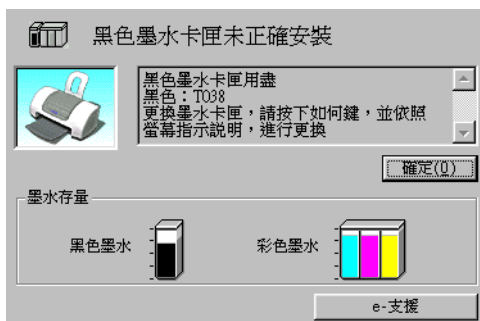 黑色墨水卡匣未正確安裝
黑色墨水卡匣用盡
黑色：T038
更換墨水卡匣，請按下如何鍵，並依照
螢幕指示說明，進行更換
確定(O)
墨水存量
黑色墨水
彩色墨水
e-支援